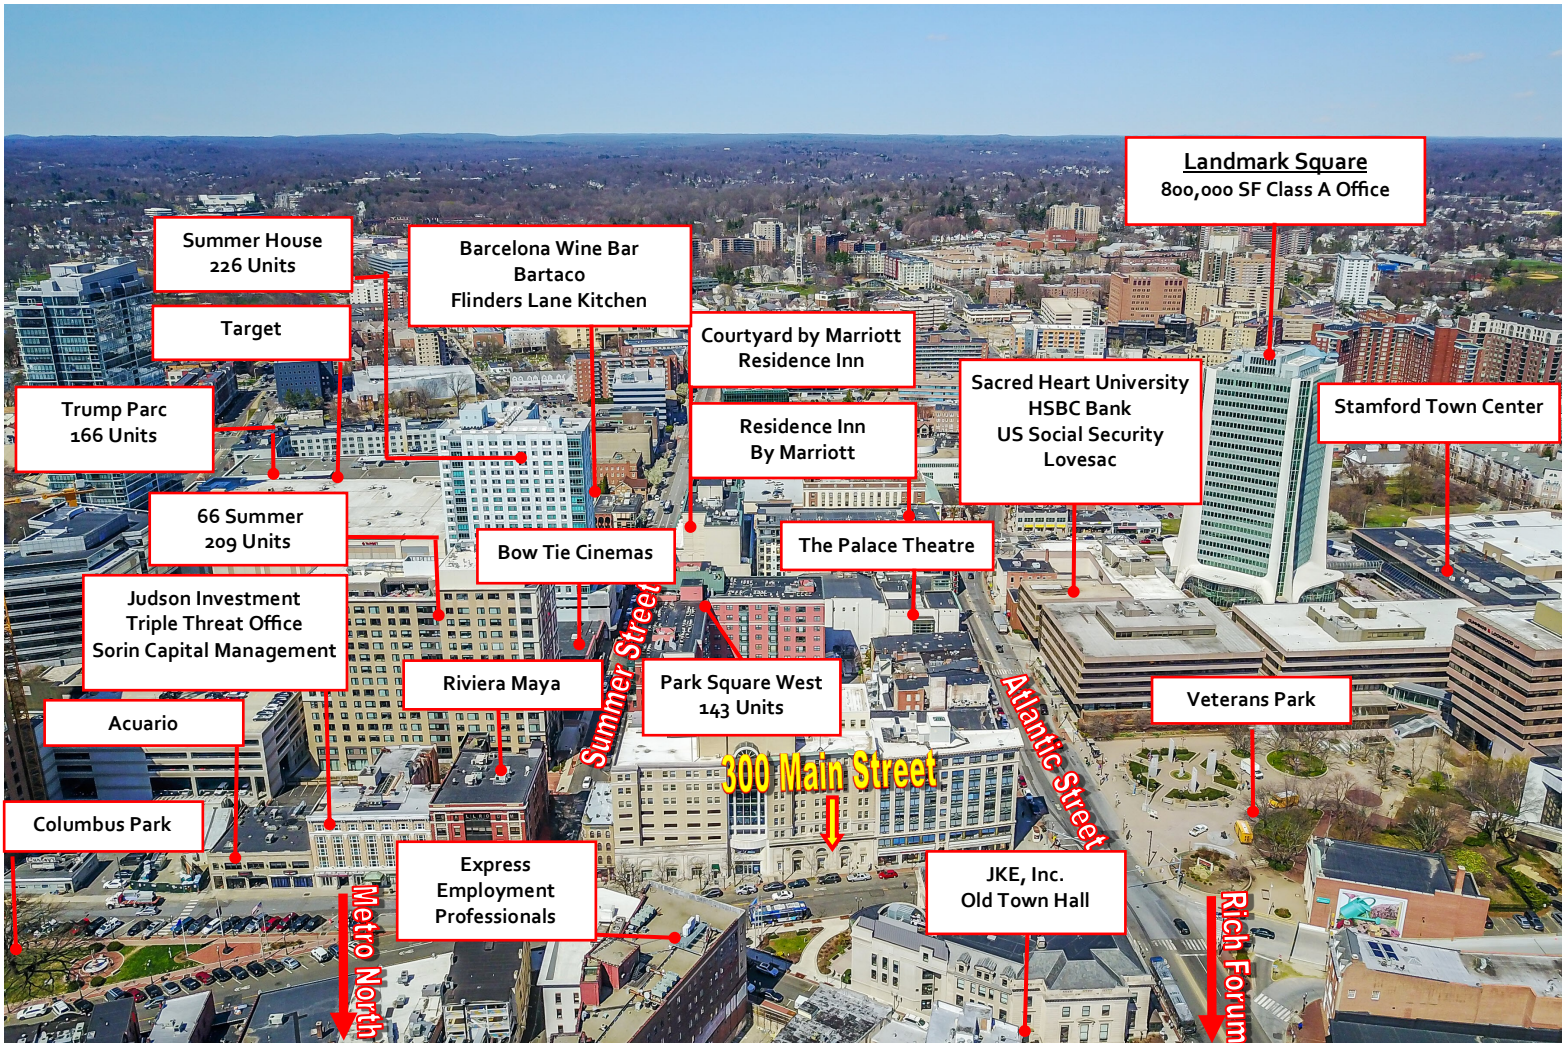 Landmark Square
800,000 SF Class A Office
Summer House
226 Units
Barcelona Wine Bar
Bartaco
Flinders Lane Kitchen
Target
Courtyard by Marriott
Residence Inn
Sacred Heart University
HSBC Bank
US Social Security
Lovesac
Stamford Town Center
Trump Parc
166 Units
Residence Inn
By Marriott
66 Summer
209 Units
Bow Tie Cinemas
The Palace Theatre
Judson Investment
Triple Threat Office
Sorin Capital Management
Summer Street
Riviera Maya
Park Square West
143 Units
Atlantic Street
Veterans Park
Acuario
300 Main Street
Columbus Park
Express
Employment
Professionals
JKE, Inc.
Old Town Hall
Metro North
Rich Forum